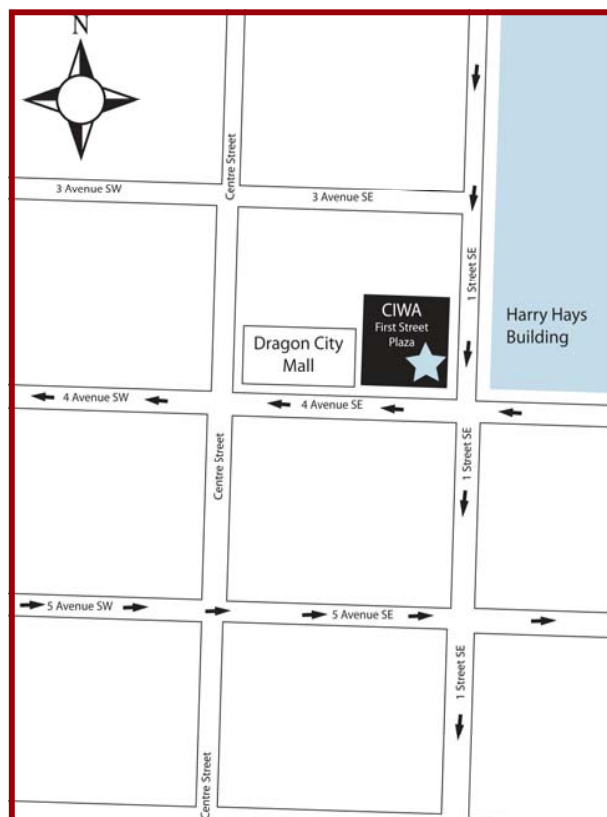 N
Centre Street
3 Avenue SW
3 Avenue SE
1 Street SE
CIWA
First Street
Plaza
Harry Hays
Building
Dragon City
Mall
4 Avenue SW
4 Avenue SE
Centre Street
1 Street SE
5 Avenue SW
5 Avenue SE
1 Street SE
Centre Street